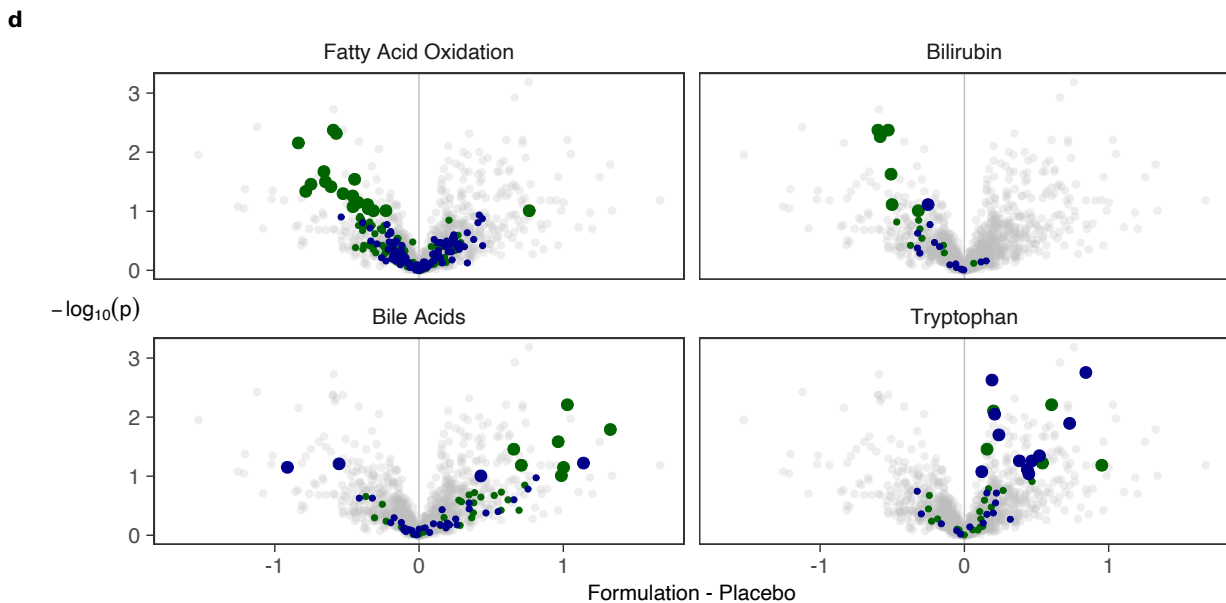 d
Fatty Acid Oxidation
Bilirubin
3
2
1
0
−log₁₀(p)
Bile Acids
Tryptophan
3
2
1
0
-1
0
1
-1
0
1
Formulation - Placebo